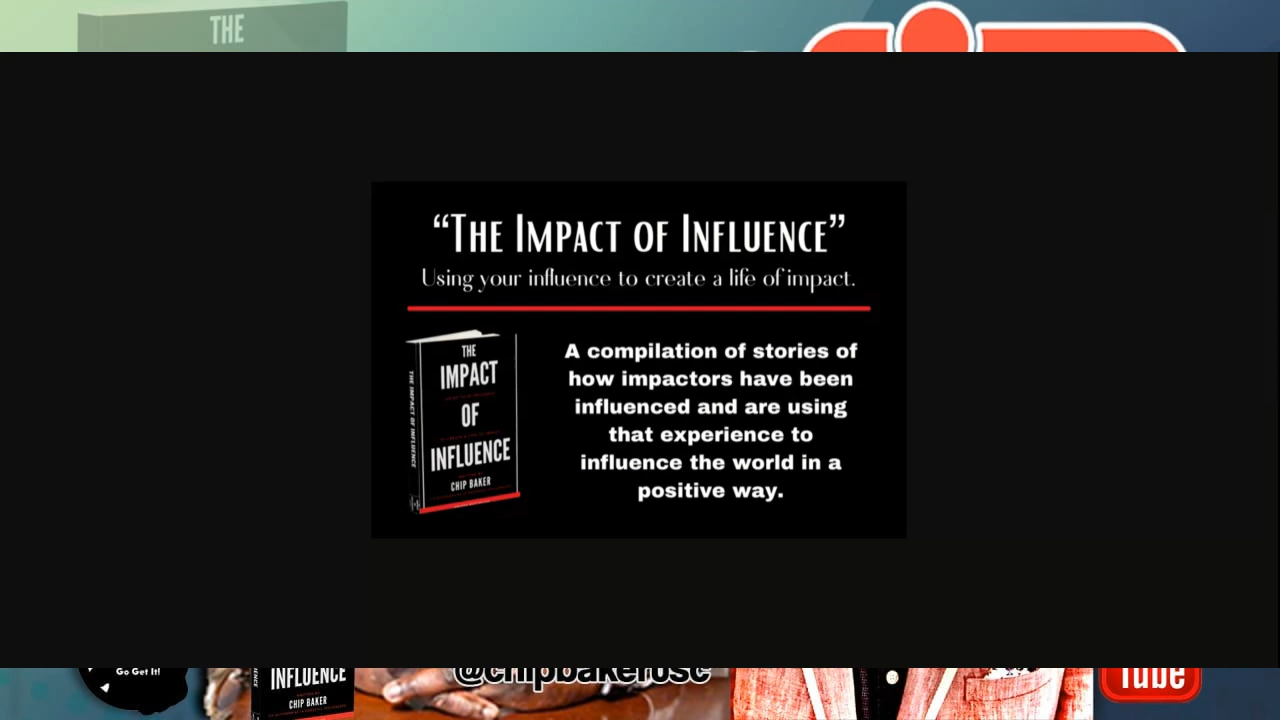 THE
“THE IMPACT OF INFLUENCE”
Using your influence to create a life of impact.
THE
IMPACT
OF
INFLUENCE
CHIP BAKER
THE IMPACT OF INFLUENCE
A compilation of stories of
how impactors have been
influenced and are using
that experience to
influence the world in a
positive way.
Go Get It!
INFLUENCE
CHIP BAKER
@chipbakertsc
Tube